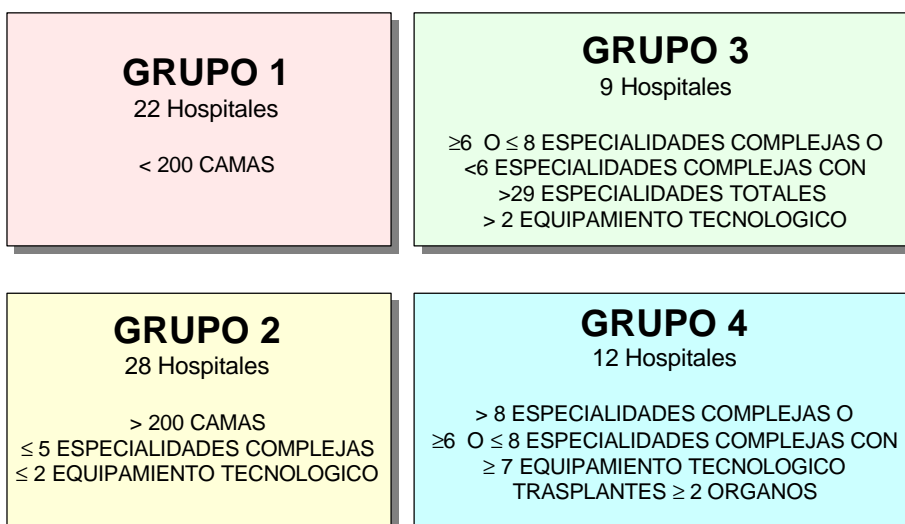 GRUPO 1
22 Hospitales
< 200 CAMAS
GRUPO 3
9 Hospitales
≥6 O ≤ 8 ESPECIALIDADES COMPLEJAS O
<6 ESPECIALIDADES COMPLEJAS CON
>29 ESPECIALIDADES TOTALES
> 2 EQUIPAMIENTO TECNOLOGICO
GRUPO 2
28 Hospitales
> 200 CAMAS
≤ 5 ESPECIALIDADES COMPLEJAS
≤ 2 EQUIPAMIENTO TECNOLOGICO
GRUPO 4
12 Hospitales
> 8 ESPECIALIDADES COMPLEJAS O
≥6 O ≤ 8 ESPECIALIDADES COMPLEJAS CON
≥ 7 EQUIPAMIENTO TECNOLOGICO
TRASPLANTES ≥ 2 ORGANOS